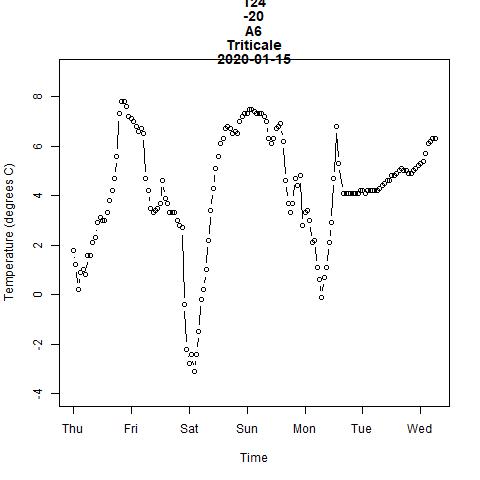 124
-20
A6
Triticale
2020-01-15
Temperature (degrees C)
8
6
4
2
0
-2
-4
Thu Fri Sat Sun Mon Tue Wed
Time